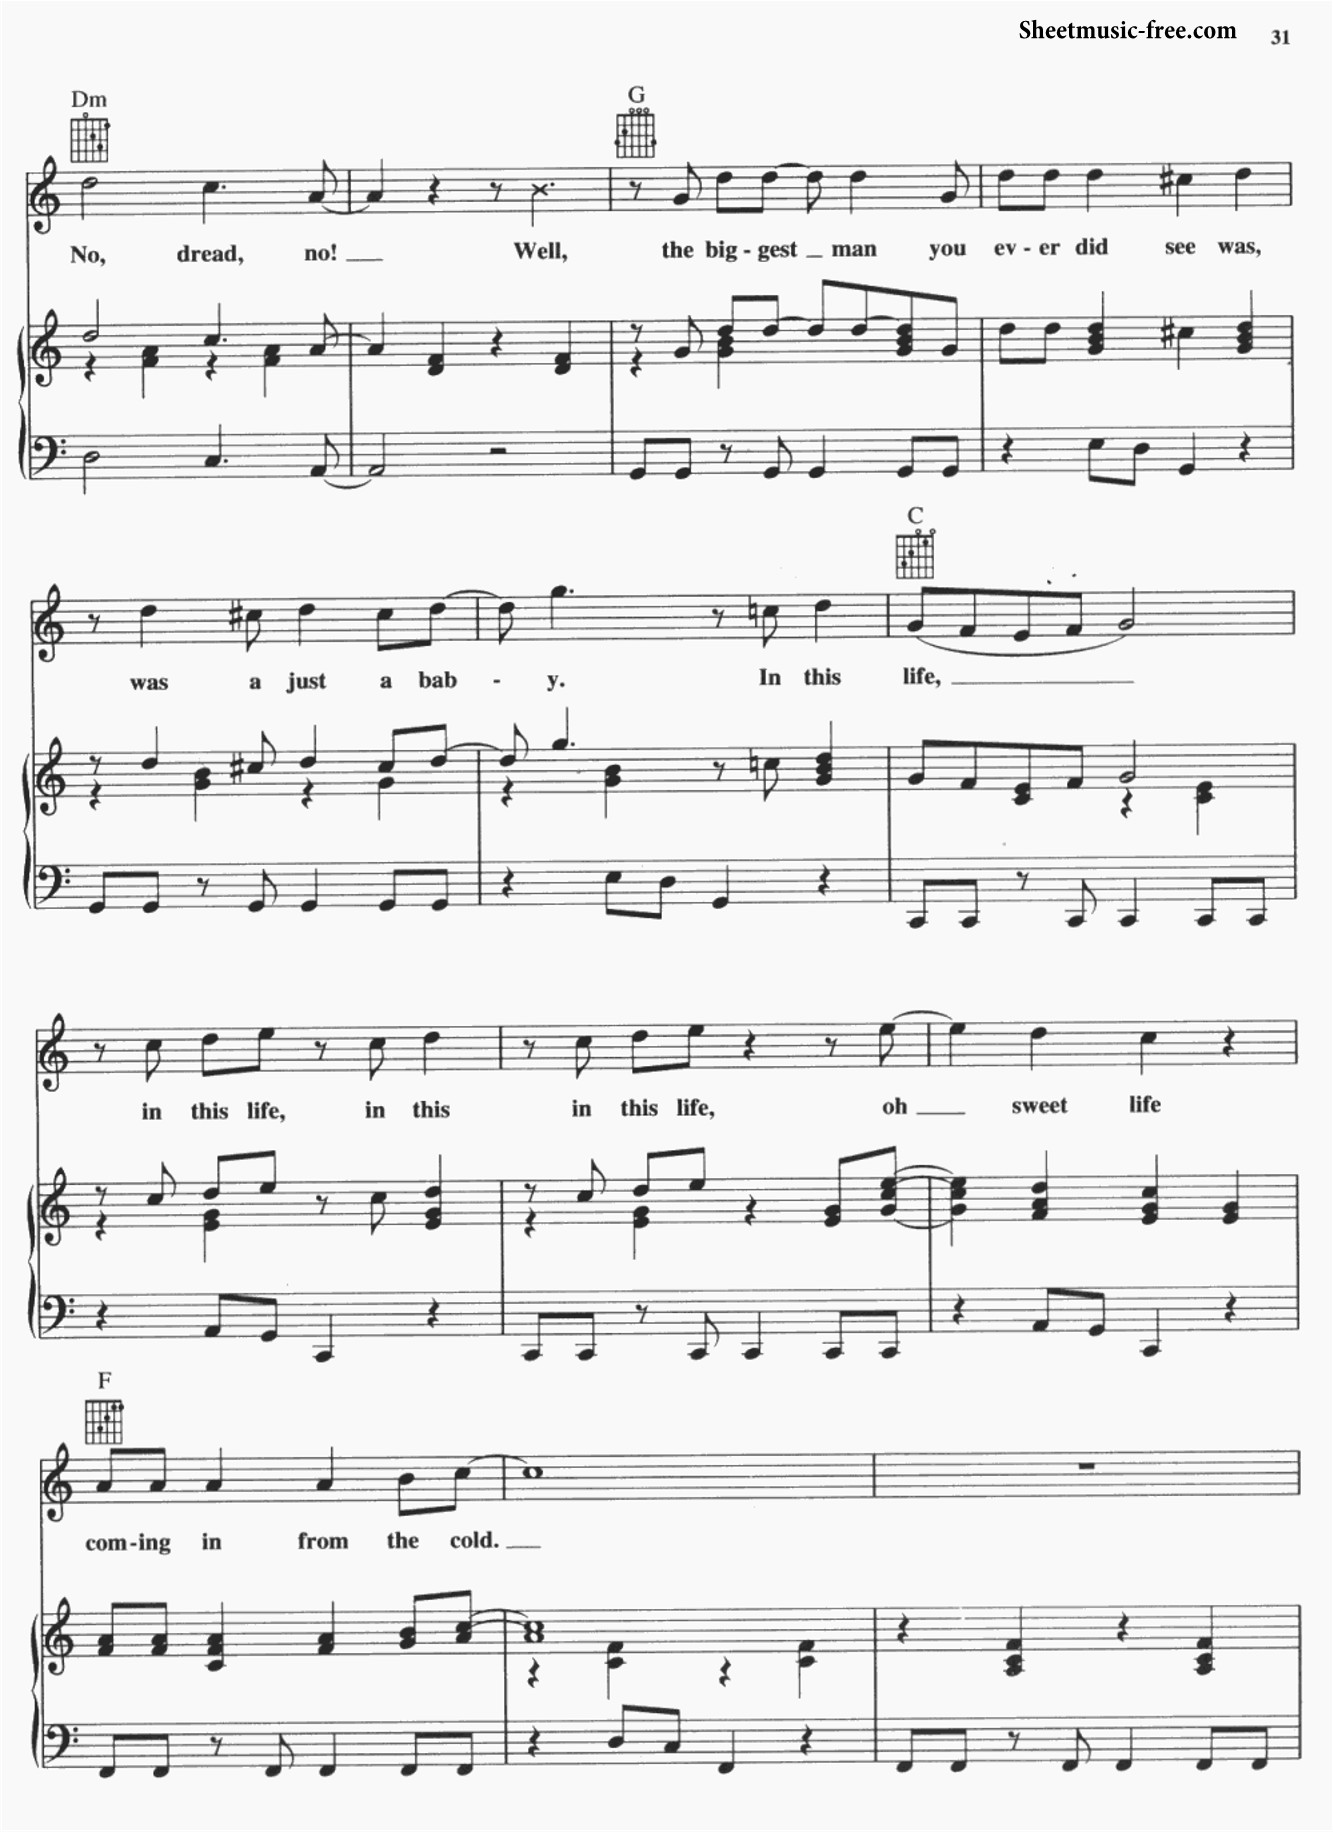 Sheetmusic-free.com 31
Dm G
No, dread, no! Well, the big - gest man you ev - er did see was,
C
was a just a bab - y. In this life,
in this life, in this in this life, oh sweet life
F
com - ing in from the cold.